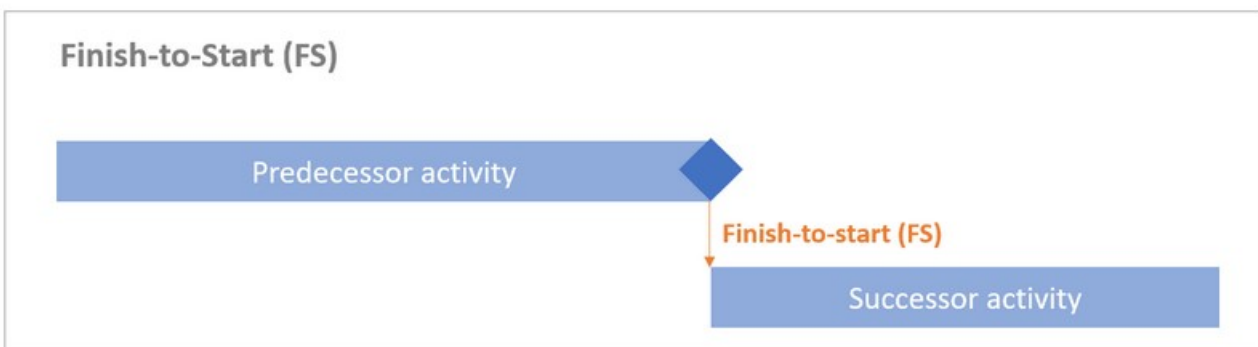 Finish-to-Start (FS)
Predecessor activity
Finish-to-start (FS)
Successor activity